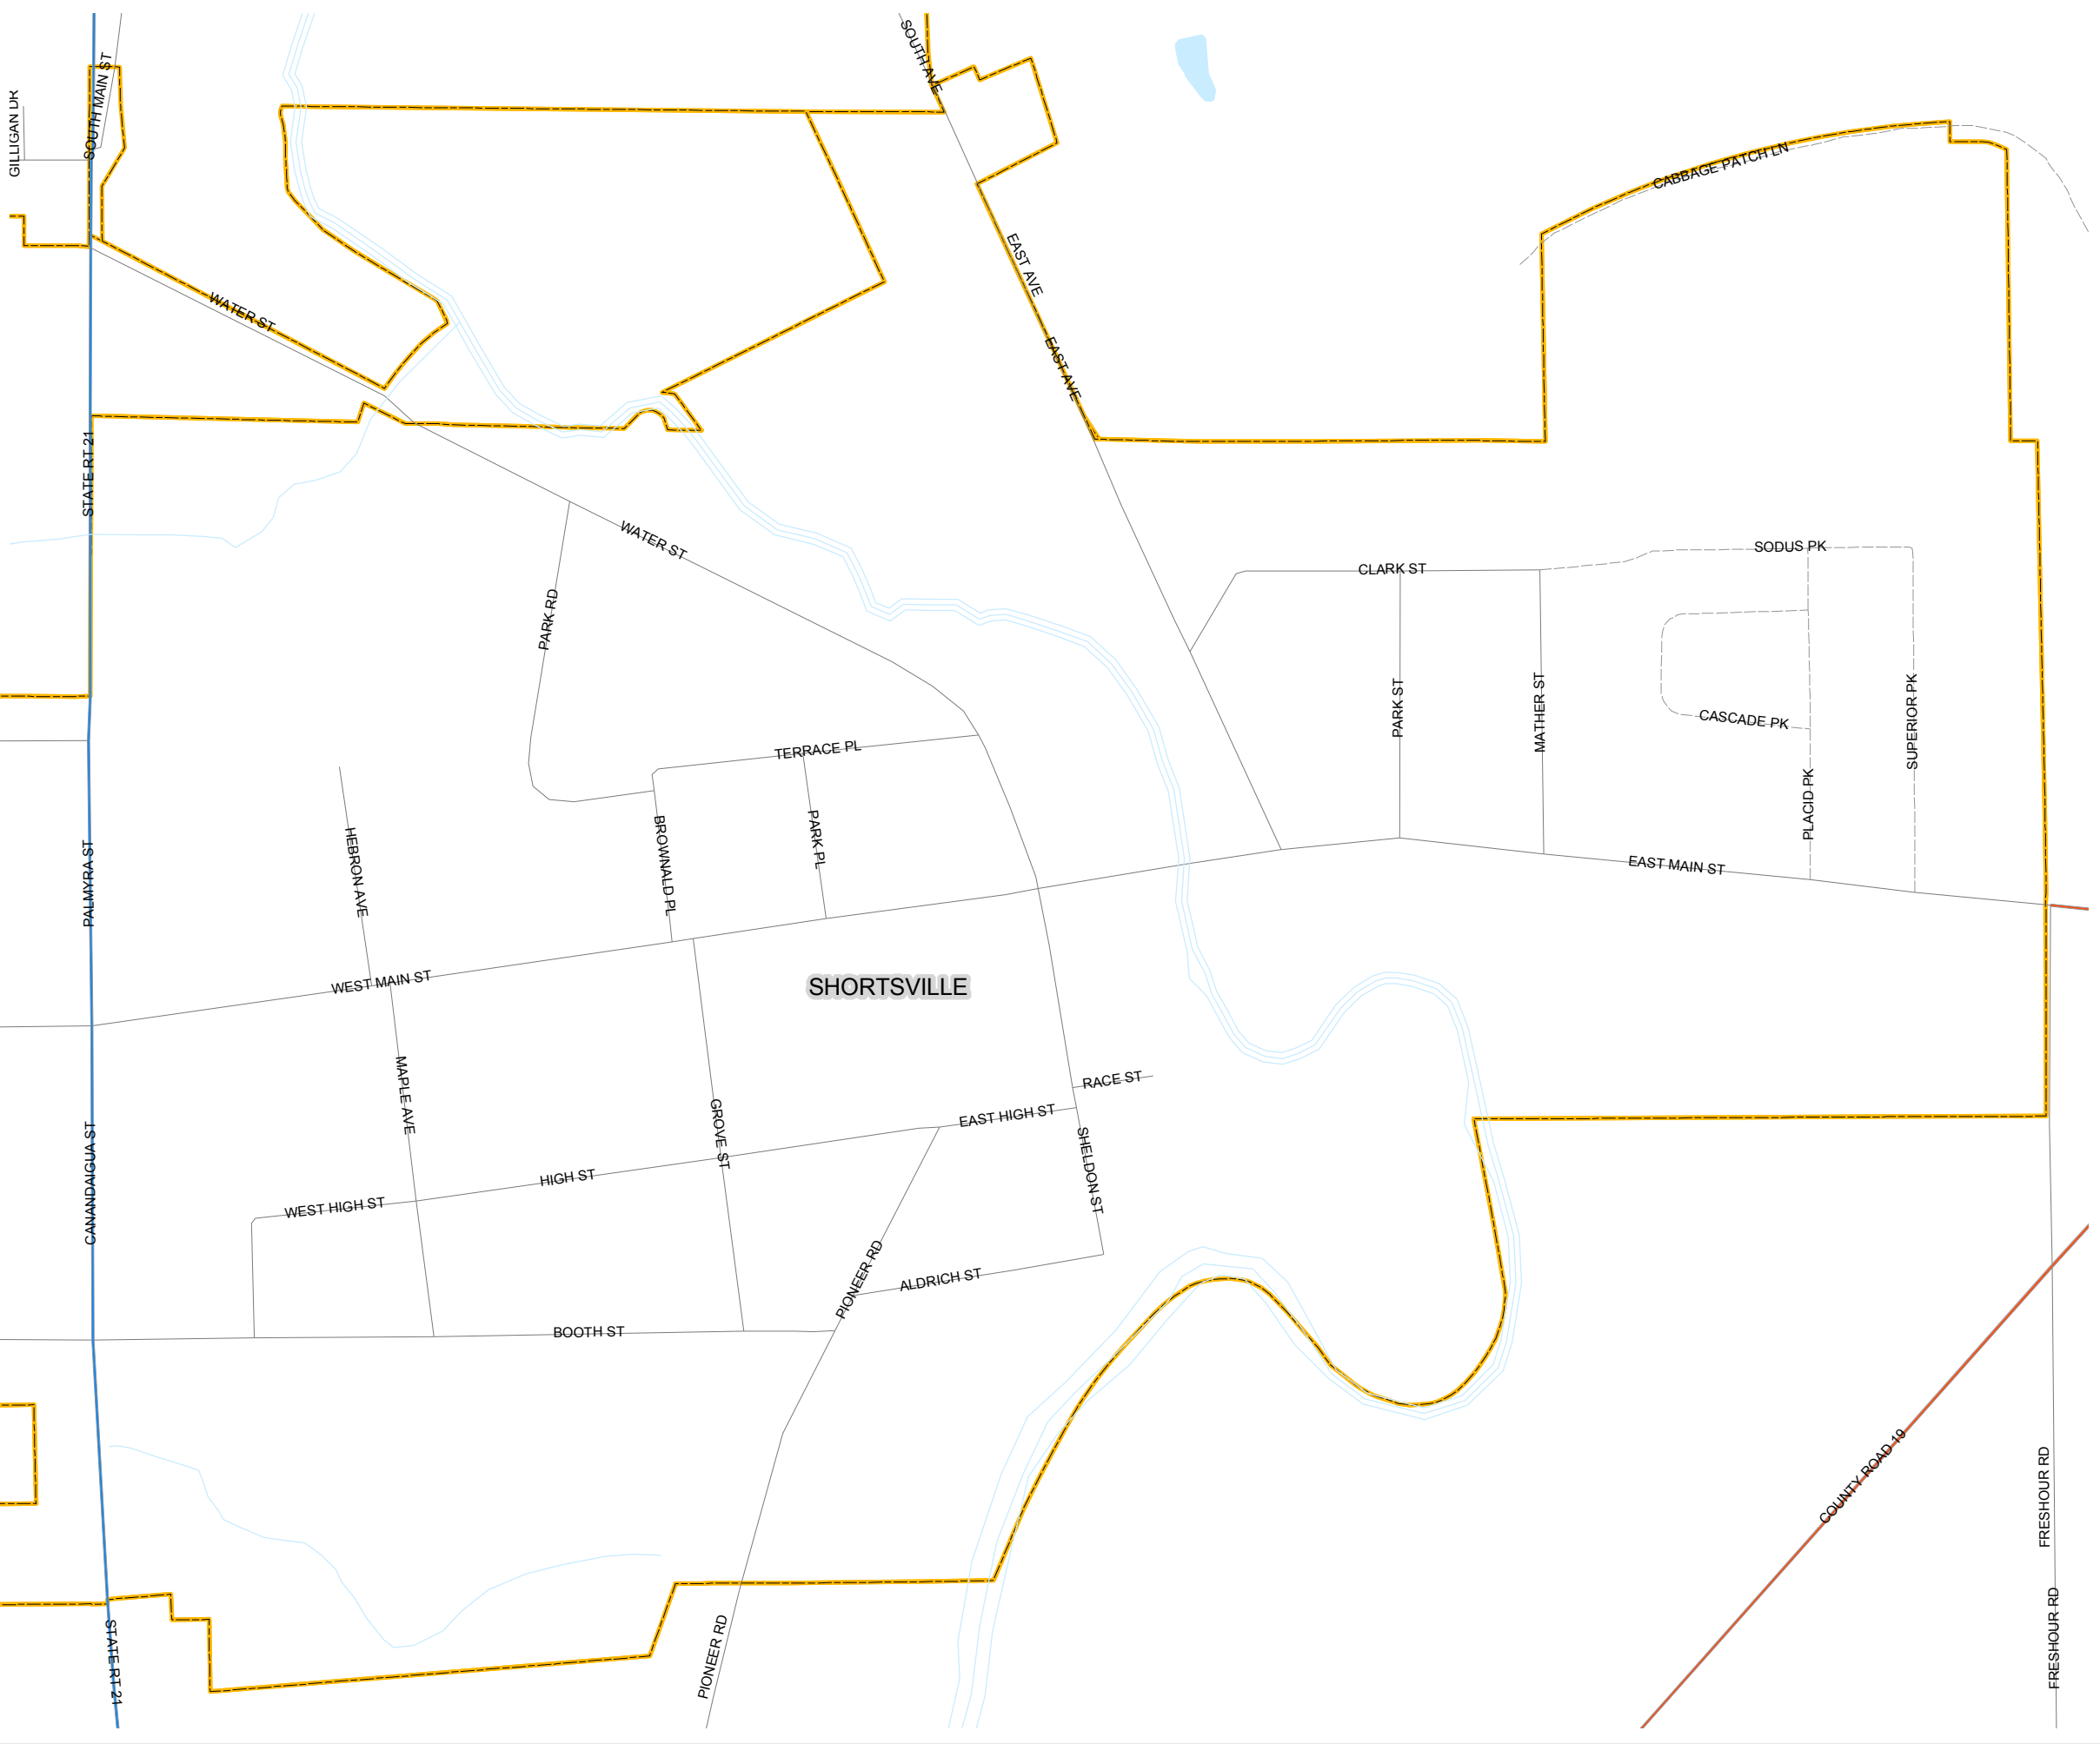 SOUTH AVE
SOUTH MAIN ST
GILLIGAN DR
CABBAGE PATCH LN
EAST AVE
WATER ST
EAST AVE
STATE RT 21
WATER ST
SODUS PK
CLARK ST
PARK RD
PARK ST
MATHER ST
CASCADE PK
SUPERIOR PK
TERRACE PL
PLACID PK
PARK PL
HEBRON AVE
BROWNALD PL
PALMYRA ST
EAST MAIN ST
WEST MAIN ST
SHORTSVILLE
RACE ST
MAPLE AVE
GROVE ST
EAST HIGH ST
SHELDON ST
CANANDAIGUA ST
HIGH ST
WEST HIGH ST
PIONEER RD
ALDRICH ST
BOOTH ST
COUNTY ROAD 19
FRESHOUR RD
FRESHOUR RD
STATE RT 21
PIONEER RD